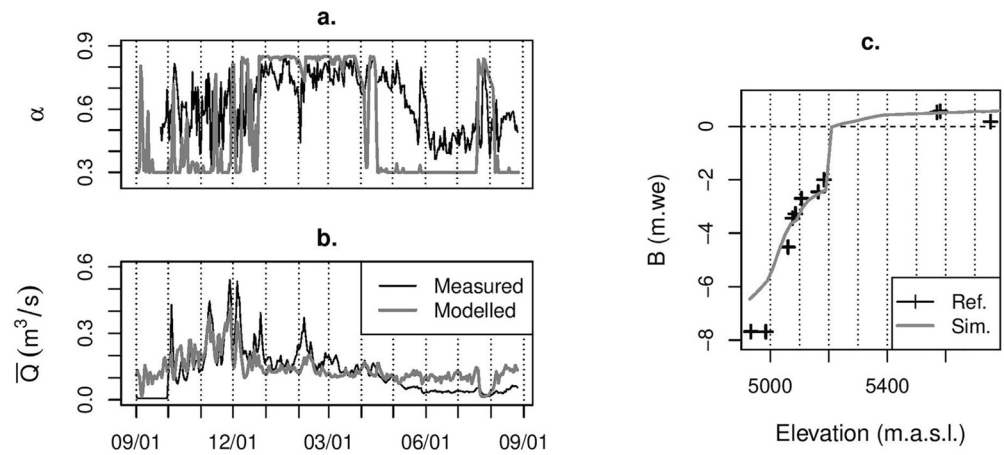 a.
0.9
0.6
0.3
α
b.
0.6
0.3
0.0
Q̅ (m³/s)
Measured
Modelled
09/01 12/01 03/01 06/01 09/01
c.
0
−2
−4
−6
−8
B (m.we)
Ref.
Sim.
5000 5400
Elevation (m.a.s.l.)